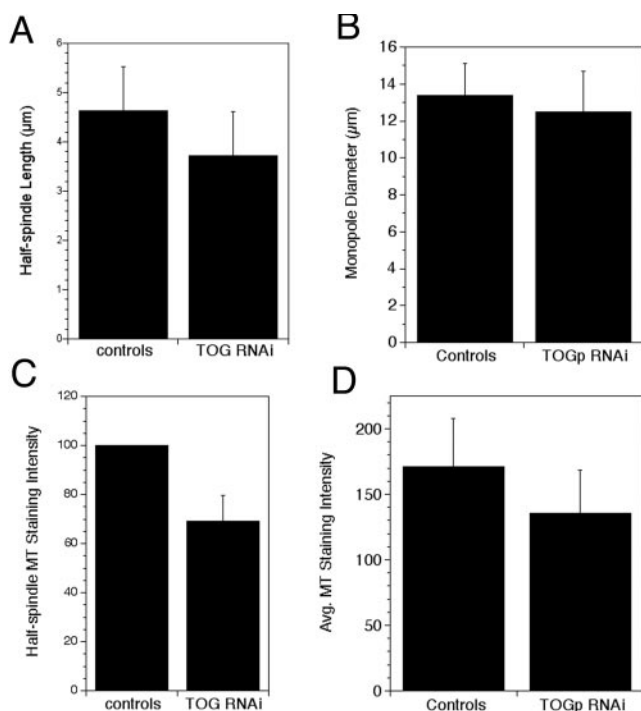 A
Half-spindle Length (µm)
6
5
4
3
2
1
0
controls TOG RNAi
B
Monopole Diameter (µm)
16
14
12
10
8
6
4
2
0
Controls TOGp RNAi
C
Half-spindle MT Staining Intensity
120
100
80
60
40
20
0
controls TOG RNAi
D
Avg. MT Staining Intensity
200
150
100
50
0
Controls TOGp RNAi